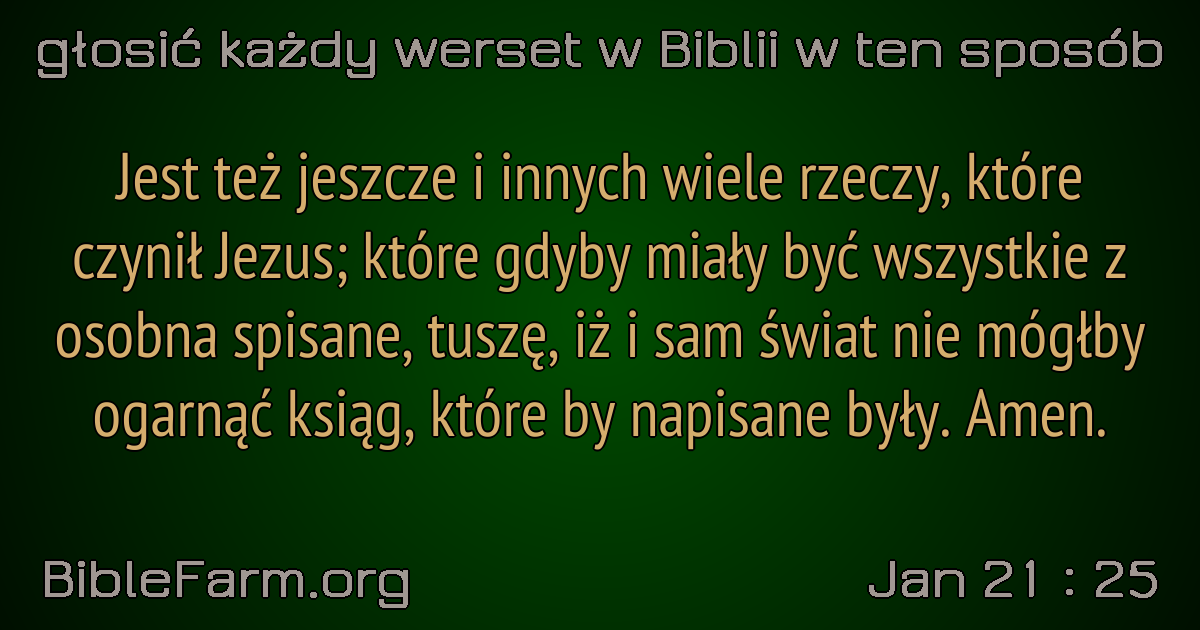 głosić każdy werset w Biblii w ten sposób
Jest też jeszcze i innych wiele rzeczy, które
czynił Jezus; które gdyby miały być wszystkie z
osobna spisane, tuszę, iż i sam świat nie mógłby
ogarnąć ksiąg, które by napisane były. Amen.
BibleFarm.org
Jan 21 : 25